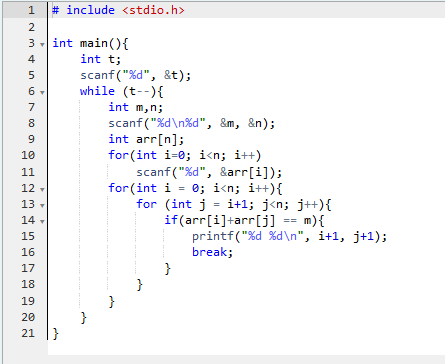 1 # include <stdio.h>
2
3 int main(){
4     int t;
5     scanf("%d", &t);
6     while (t--){
7         int m,n;
8         scanf("%d\n%d", &m, &n);
9         int arr[n];
10         for(int i=0; i<n; i++)
11             scanf("%d", &arr[i]);
12         for(int i = 0; i<n; i++){
13             for (int j = i+1; j<n; j++){
14                 if(arr[i]+arr[j] == m){
15                     printf("%d %d\n", i+1, j+1);
16                     break;
17                 }
18             }
19         }
20     }
21 }